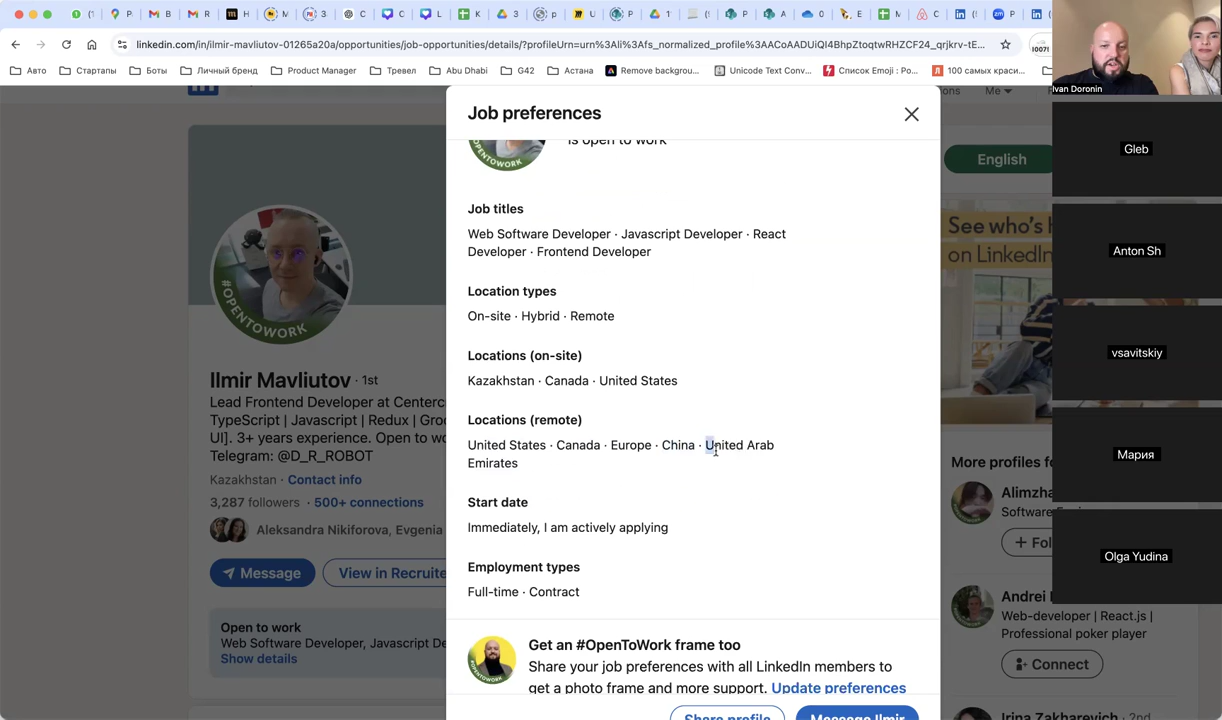 linkedin.com/in/ilmir-mavliutov-01265a20a/opportunities/job-opportunities/details/?profileUrn=urn%3Ali%3Afs_normalized_profile%3AACoAADUiQI4BhpZtoqtwRHZCF24_qrjkrv-tE...
Авто
Стартапы
Боты
Личный бренд
Product Manager
Тревел
Abu Dhabi
G42
Астана
Remove backgrou...
Unicode Text Conv...
Список Emoji : Po...
100 самых краси...
Me
Job preferences
is open to work
#OPENTOWORK
Job titles
Web Software Developer · Javascript Developer · React
Developer · Frontend Developer
Location types
On-site · Hybrid · Remote
Locations (on-site)
Kazakhstan · Canada · United States
Locations (remote)
United States · Canada · Europe · China · United Arab
Emirates
Start date
Immediately, I am actively applying
Employment types
Full-time · Contract
Get an #OpenToWork frame too
Share your job preferences with all LinkedIn members to
get a photo frame and more support. Update preferences
Share profile
Message Ilmir
Ilmir Mavliutov · 1st
Lead Frontend Developer at Centerc
TypeScript | Javascript | Redux | Gro
UI]. 3+ years experience. Open to wo
Telegram: @D_R_ROBOT
Kazakhstan · Contact info
3,287 followers · 500+ connections
Aleksandra Nikiforova, Evgenia
Message
View in Recruite
Open to work
Web Software Developer, Javascript De
Show details
English
See who's h
on LinkedIn
More profiles fo
Alimzha
+ Fol
Andrei
Web-developer | React.js |
Professional poker player
Connect
Irina Zakharevich · 2nd
Ivan Doronin
Gleb
Anton Sh
vsavitskiy
Мария
Olga Yudina